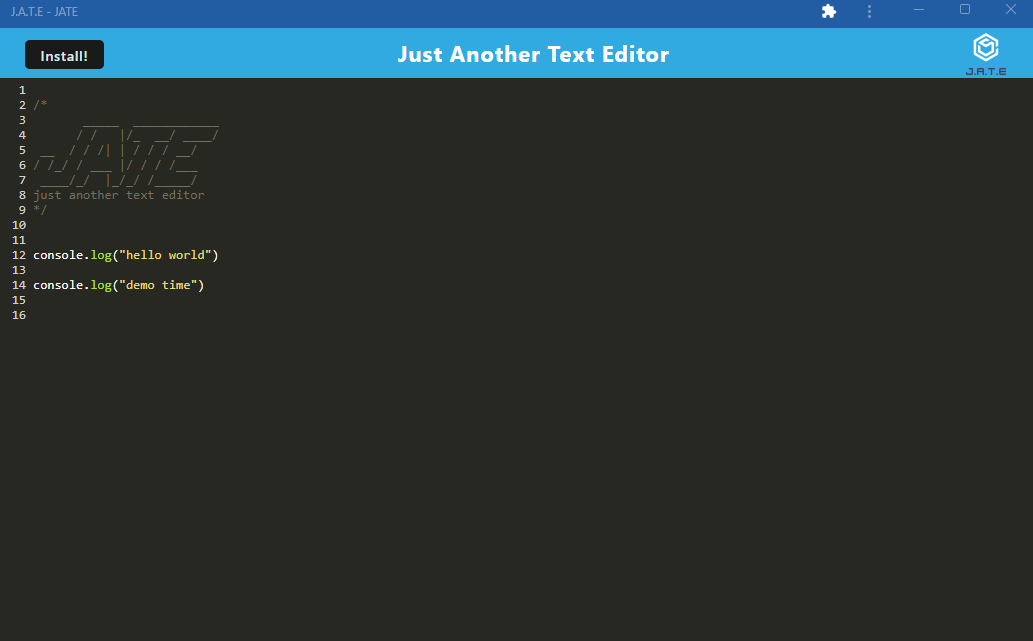 J.A.T.E - JATE
Install!
Just Another Text Editor
J.A.T.E
1
2 /*
3        _____  ____________
4       / /   |/_  __/ ____/
5  __  / / /| | / / / __/
6 / /_/ / ___ |/ / / /___
7  ____/_/  |_/_/ /_____/
8 just another text editor
9 */
10
11
12 console.log("hello world")
13
14 console.log("demo time")
15
16